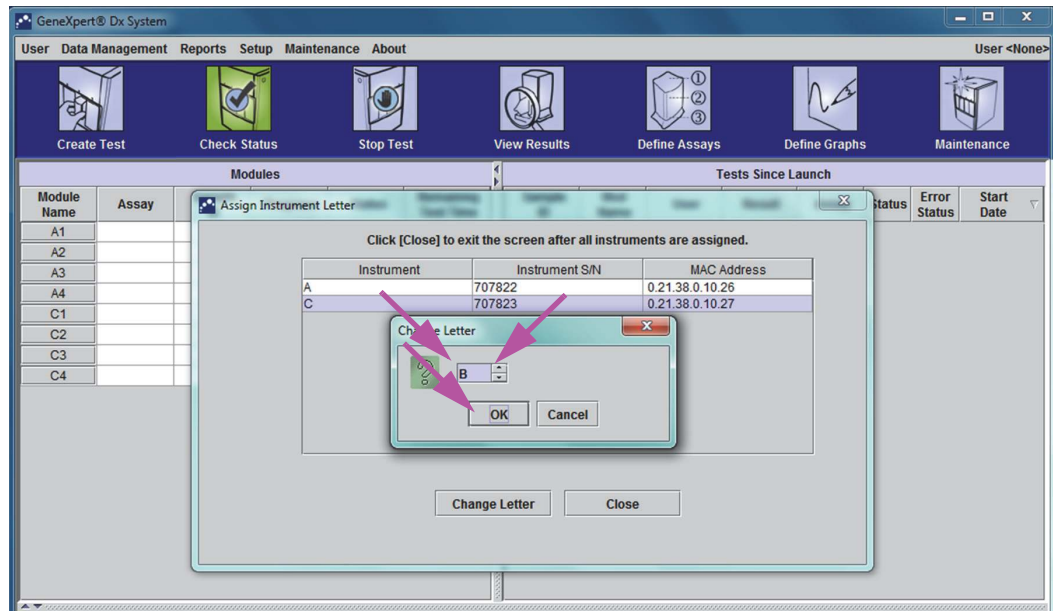 GeneXpert® Dx System
User Data Management Reports Setup Maintenance About User <None>
Create Test Check Status Stop Test View Results Define Assays Define Graphs Maintenance
Modules Tests Since Launch
Module Name Assay Status Error Status Start Date
Assign Instrument Letter
A1
A2
A3
A4
C1
C2
C3
C4
Click [Close] to exit the screen after all instruments are assigned.
Instrument Instrument S/N MAC Address
A 707822 0.21.38.0.10.26
C 707823 0.21.38.0.10.27
Change Letter
B
OK Cancel
Change Letter Close